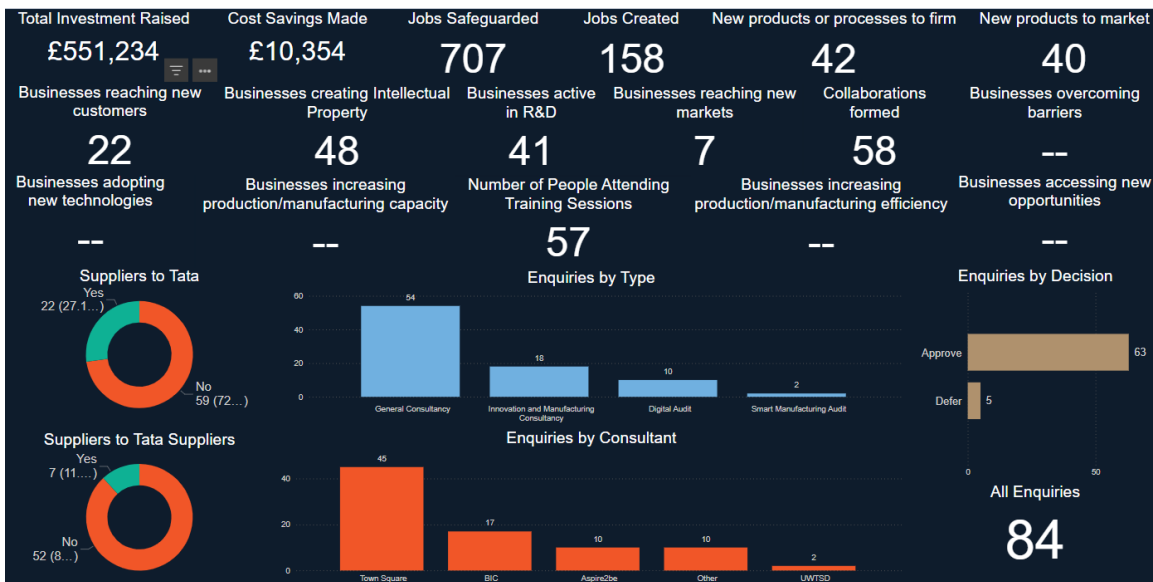 Total Investment Raised
Cost Savings Made
Jobs Safeguarded
Jobs Created
New products or processes to firm
New products to market
£551,234
£10,354
707
158
42
40
Businesses reaching new
customers
Businesses creating Intellectual
Property
Businesses active
in R&D
Businesses reaching new
markets
Collaborations
formed
Businesses overcoming
barriers
22
48
41
7
58
--
Businesses adopting
new technologies
Businesses increasing
production/manufacturing capacity
Number of People Attending
Training Sessions
Businesses increasing
production/manufacturing efficiency
Businesses accessing new
opportunities
--
--
57
--
--
Suppliers to Tata
Yes
22 (27.1...)
No
59 (72...)
Enquiries by Type
60
40
20
0
54
18
10
2
General Consultancy
Innovation and Manufacturing
Consultancy
Digital Audit
Smart Manufacturing Audit
Enquiries by Decision
Approve
63
Defer
5
0
50
Suppliers to Tata Suppliers
Yes
7 (11....)
No
52 (8...)
Enquiries by Consultant
40
20
0
45
17
10
10
2
Town Square
BIC
Aspire2be
Other
UWTSD
All Enquiries
84